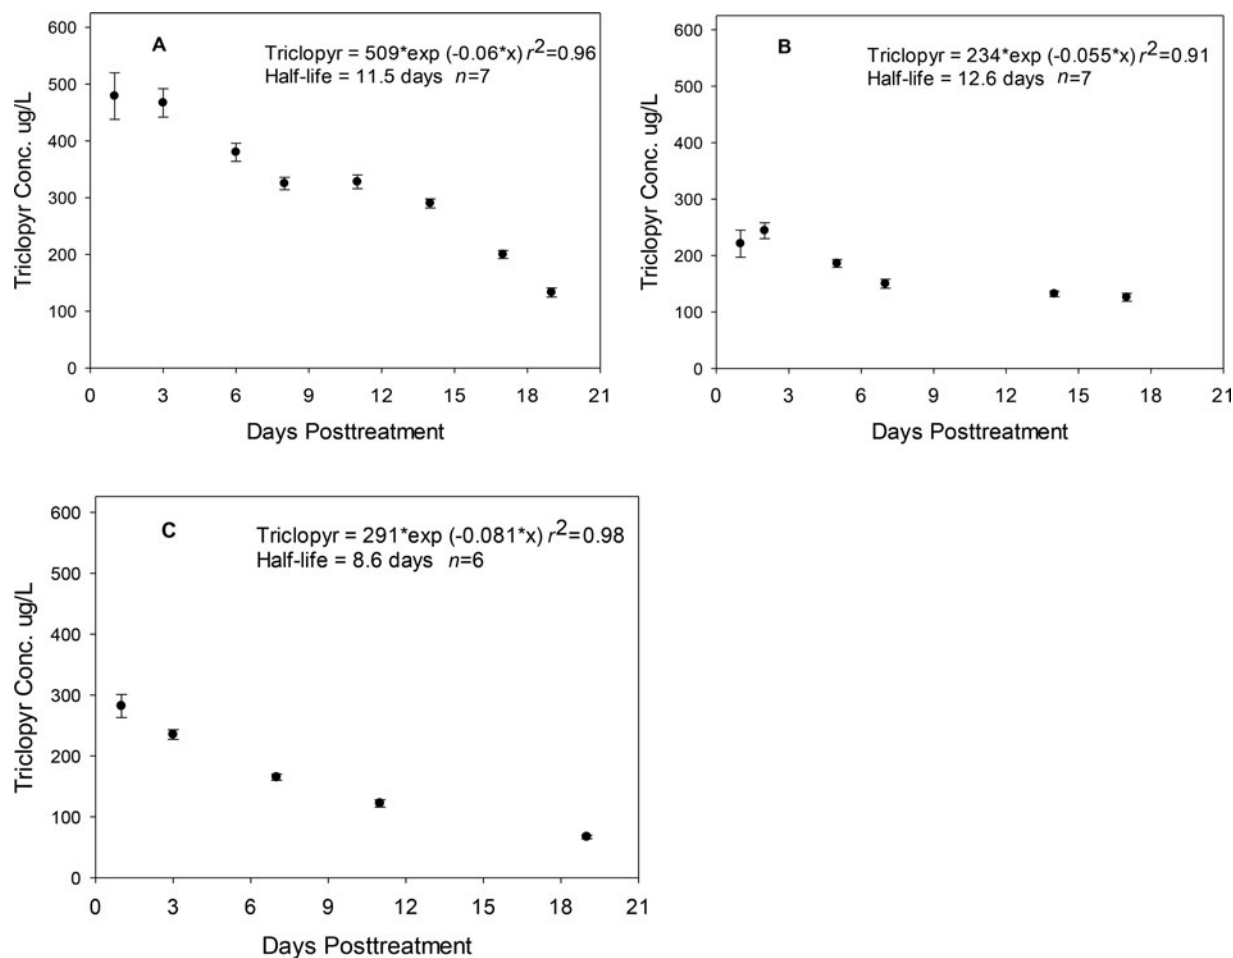 A
Triclopyr = 509*exp (-0.06*x) r2=0.96
Half-life = 11.5 days n=7
600
500
400
300
200
100
0
Triclopyr Conc. ug/L
0 3 6 9 12 15 18 21
Days Posttreatment
B
Triclopyr = 234*exp (-0.055*x) r2=0.91
Half-life = 12.6 days n=7
600
500
400
300
200
100
0
Triclopyr Conc. ug/L
0 3 6 9 12 15 18 21
Days Posttreatment
C
Triclopyr = 291*exp (-0.081*x) r2=0.98
Half-life = 8.6 days n=6
600
500
400
300
200
100
0
Triclopyr Conc. ug/L
0 3 6 9 12 15 18 21
Days Posttreatment